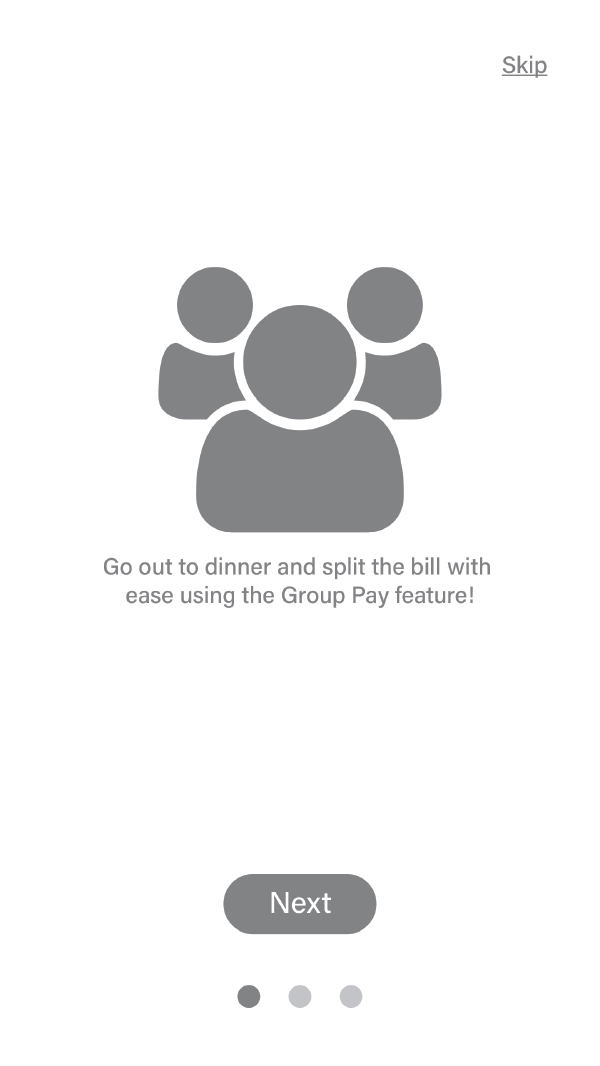 Skip
Go out to dinner and split the bill with
ease using the Group Pay feature!
Next